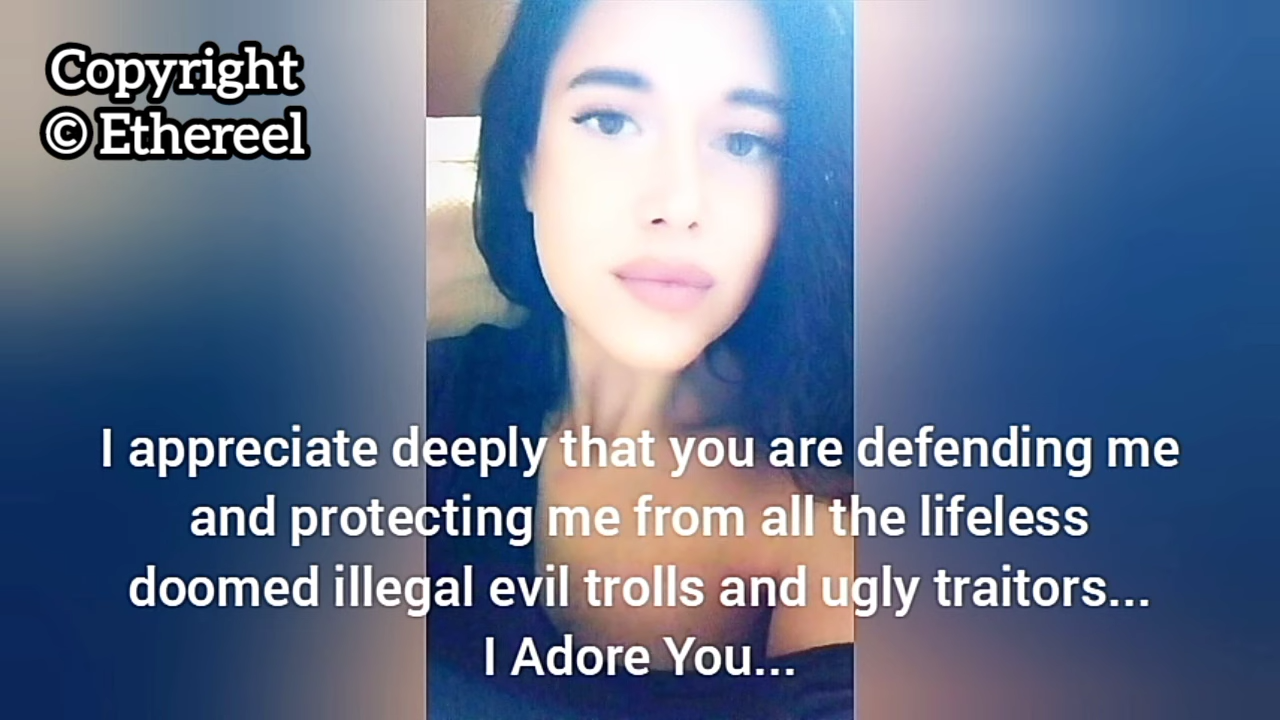 Copyright
© Ethereel
I appreciate deeply that you are defending me
and protecting me from all the lifeless
doomed illegal evil trolls and ugly traitors...
I Adore You...